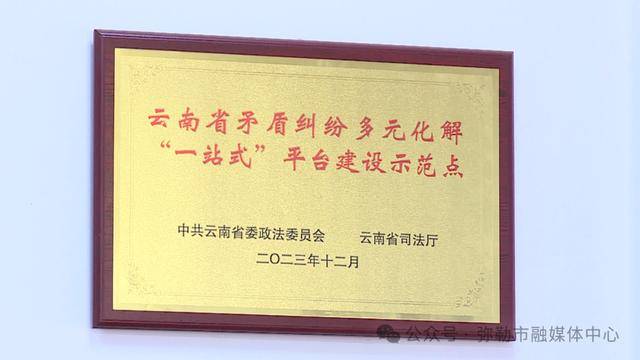 云南省矛盾纠纷多元化解
“一站式”平台建设示范点
中共云南省委政法委员会 云南省司法厅
二〇二三年十二月
公众号·弥勒市融媒体中心